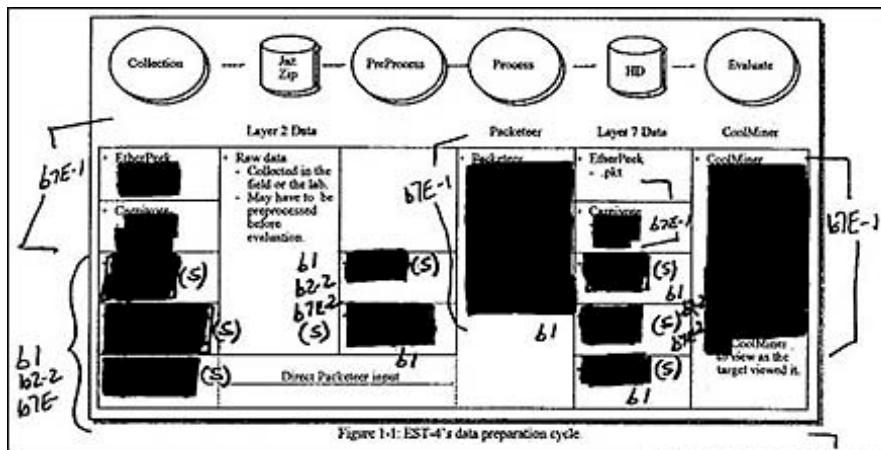 Collection
Jaz
Zip
PreProcess
Process
HD
Evaluate
Layer 2 Data
Packeteer
Layer 7 Data
CoolMiner
b7E-1
• EtherPeek
• Raw data
- Collected in the
field or the lab.
- May have to be
preprocessed
before
evaluation.
b7E-1
• Packeteer
• EtherPeek
- .pkt
• CoolMiner
b7E-1
• Carnivore
• Carnivore
b7E-1
(S)
b1
b2-2
b7E-2
(S)
(S)
(S)
b1
b1
b2-2
b7E-
(S)
b1
b1
(S)
b7E-2
CoolMiner
to view as the
target viewed it.
(S)
Direct Packeteer input
(S)
b1
Figure 1-1: EST-4's data preparation cycle.